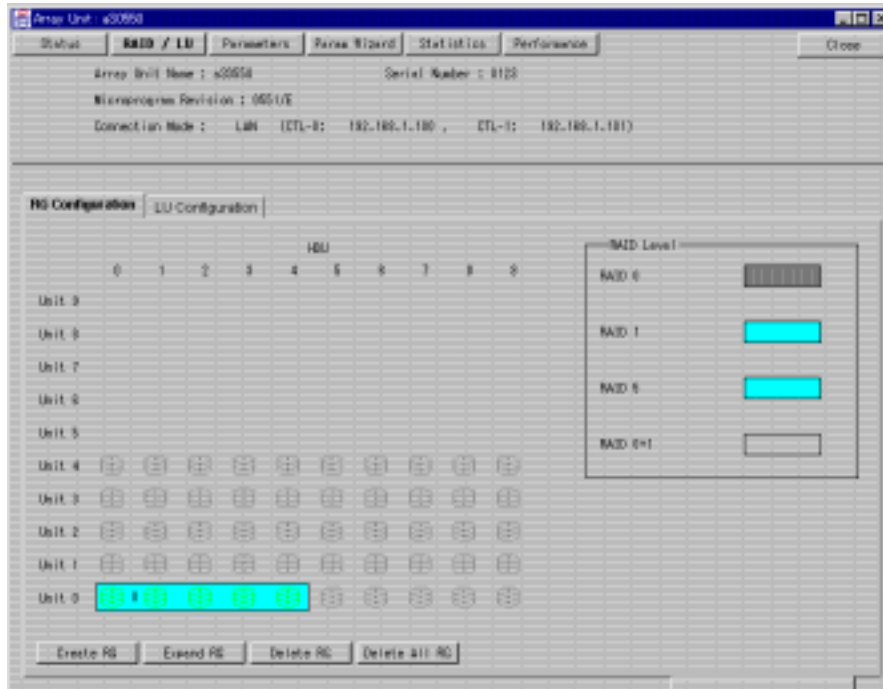 Array Unit : a30550
Status RAID / LU Parameters Param Wizard Statistics Performance Close
Array Unit Name : a30550 Serial Number : 0123
Microprogram Revision : 0551/E
Connection Mode : LAN (CTL-0: 192.168.1.100 , CTL-1: 192.168.1.101)
RG Configuration LU Configuration
HDU
0 1 2 3 4 5 6 7 8 9
Unit 9
Unit 8
Unit 7
Unit 6
Unit 5
Unit 4
Unit 3
Unit 2
Unit 1
Unit 0
RAID Level
RAID 0
RAID 1
RAID 5
RAID 0+1
Create RG Expand RG Delete RG Delete All RG